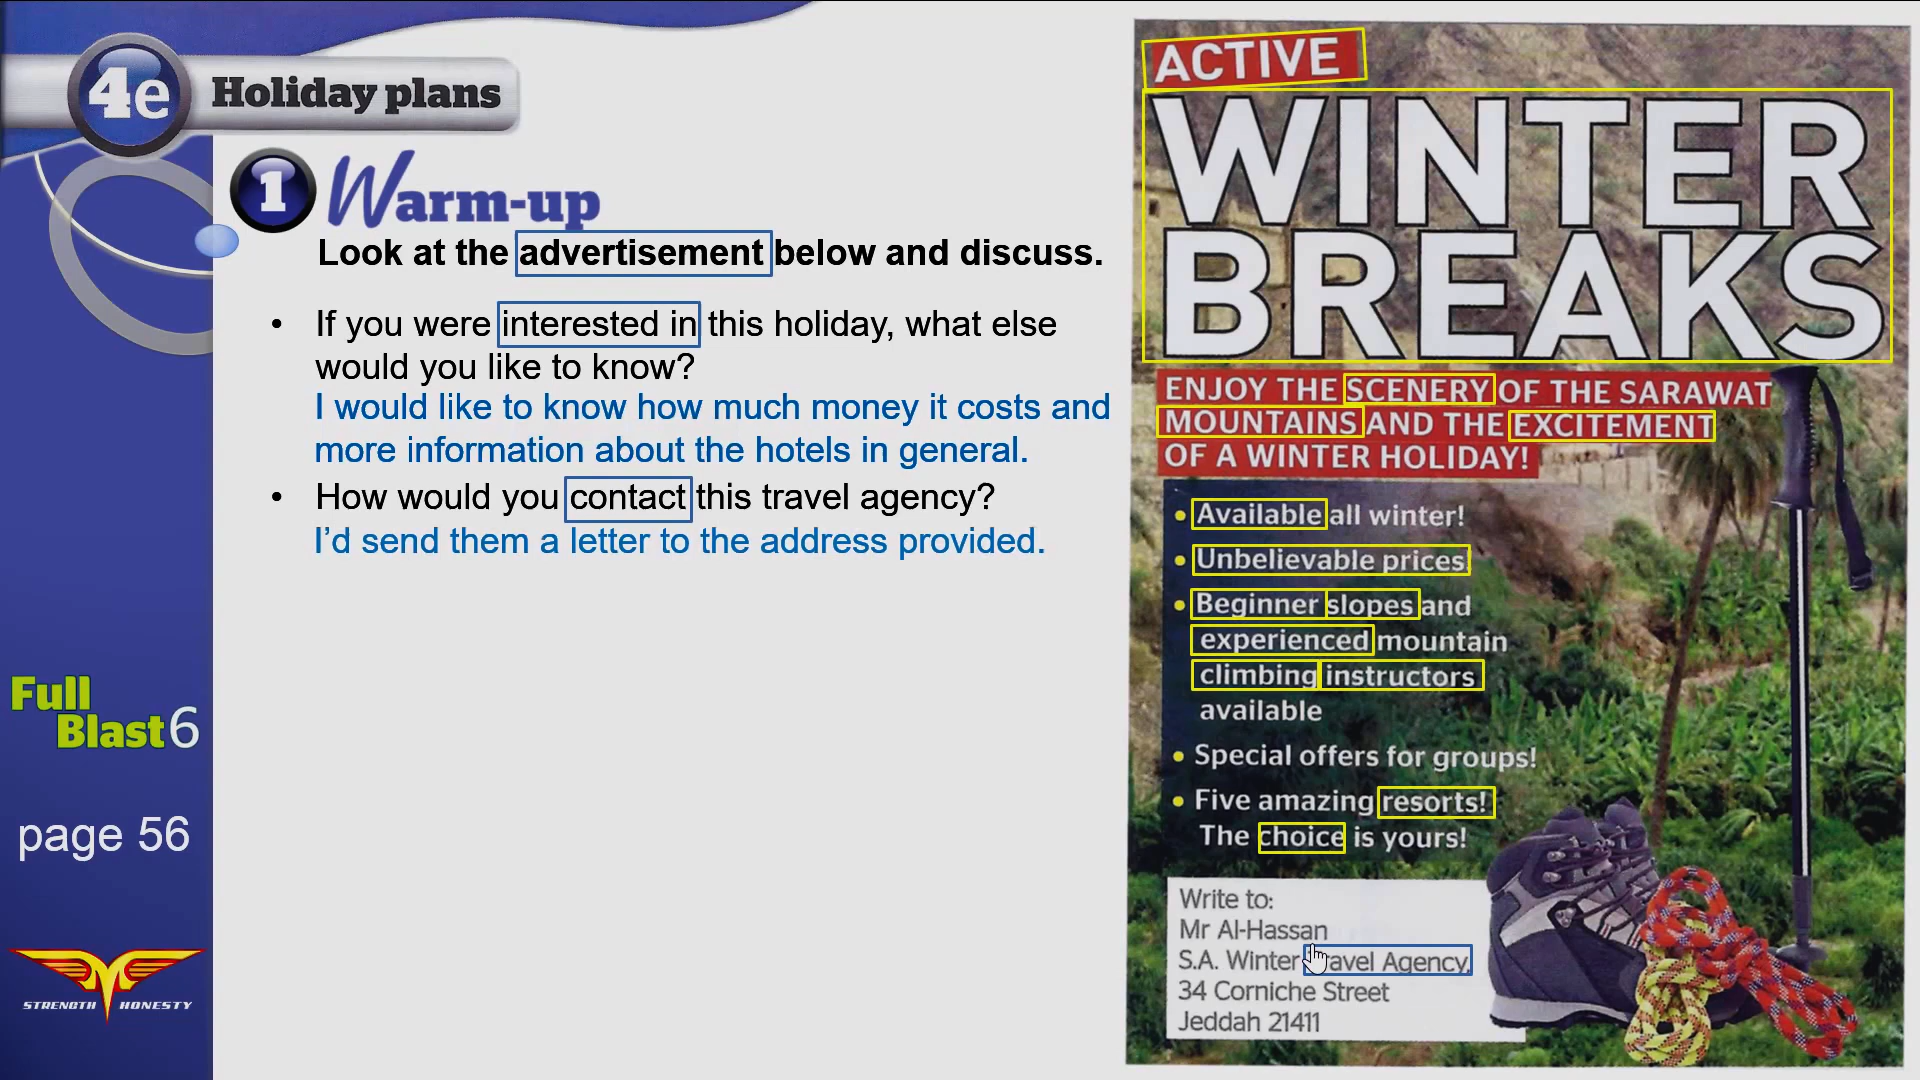 4e Holiday plans
1 Warm-up
Look at the advertisement below and discuss.
• If you were interested in this holiday, what else
would you like to know?
I would like to know how much money it costs and
more information about the hotels in general.
• How would you contact this travel agency?
I'd send them a letter to the address provided.
Full
Blast 6
page 56
STRENGTH HONESTY
ACTIVE
WINTER
BREAKS
ENJOY THE SCENERY OF THE SARAWAT
MOUNTAINS AND THE EXCITEMENT
OF A WINTER HOLIDAY!
• Available all winter!
• Unbelievable prices!
• Beginner slopes and
experienced mountain
climbing instructors
available
• Special offers for groups!
• Five amazing resorts!
The choice is yours!
Write to:
Mr Al-Hassan
S.A. Winter Travel Agency,
34 Corniche Street
Jeddah 21411